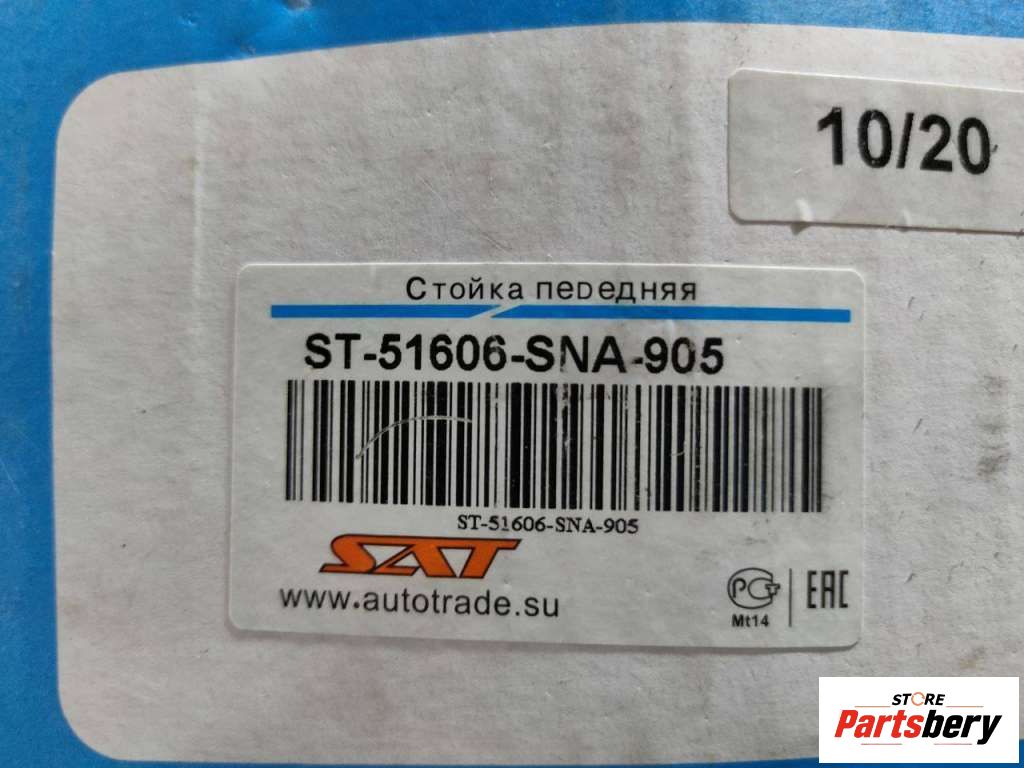 10/20
Стойка передняя
ST-51606-SNA-905
ST-51606-SNA-905
SAT
www.autotrade.su
РСТ
Mt14
EAC
STORE
Partsbery